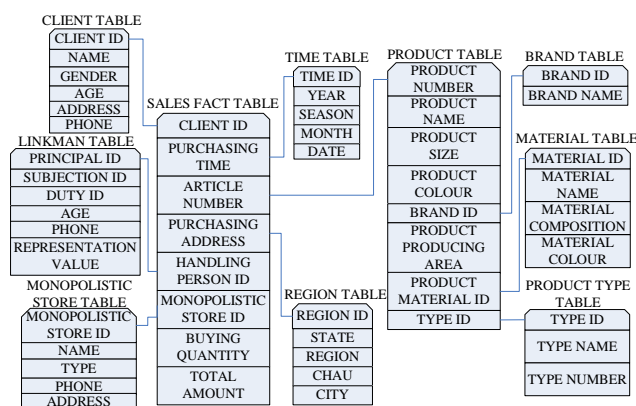 CLIENT TABLE
CLIENT ID
NAME
GENDER
AGE
ADDRESS
PHONE
LINKMAN TABLE
PRINCIPAL ID
SUBJECTION ID
DUTY ID
AGE
PHONE
REPRESENTATION
VALUE
MONOPOLISTIC
STORE TABLE
MONOPOLISTIC
STORE ID
NAME
TYPE
PHONE
ADDRESS
SALES FACT TABLE
CLIENT ID
PURCHASING
TIME
ARTICLE
NUMBER
PURCHASING
ADDRESS
HANDLING
PERSON ID
MONOPOLISTIC
STORE ID
BUYING
QUANTITY
TOTAL
AMOUNT
TIME TABLE
TIME ID
YEAR
SEASON
MONTH
DATE
REGION TABLE
REGION ID
STATE
REGION
CHAU
CITY
PRODUCT TABLE
PRODUCT
NUMBER
PRODUCT
NAME
PRODUCT
SIZE
PRODUCT
COLOUR
BRAND ID
PRODUCT
PRODUCING
AREA
PRODUCT
MATERIAL ID
TYPE ID
BRAND TABLE
BRAND ID
BRAND NAME
MATERIAL TABLE
MATERIAL ID
MATERIAL
NAME
MATERIAL
COMPOSITION
MATERIAL
COLOUR
PRODUCT TYPE
TABLE
TYPE ID
TYPE NAME
TYPE NUMBER